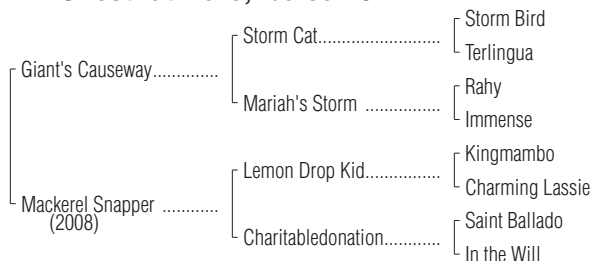 Storm Bird
Storm Cat........................
Terlingua
Giant's Causeway.............
Rahy
Mariah's Storm ...............
Immense
Kingmambo
Lemon Drop Kid...............
Charming Lassie
Mackerel Snapper ...........
(2008)
Saint Ballado
Charitabledonation...........
In the Will